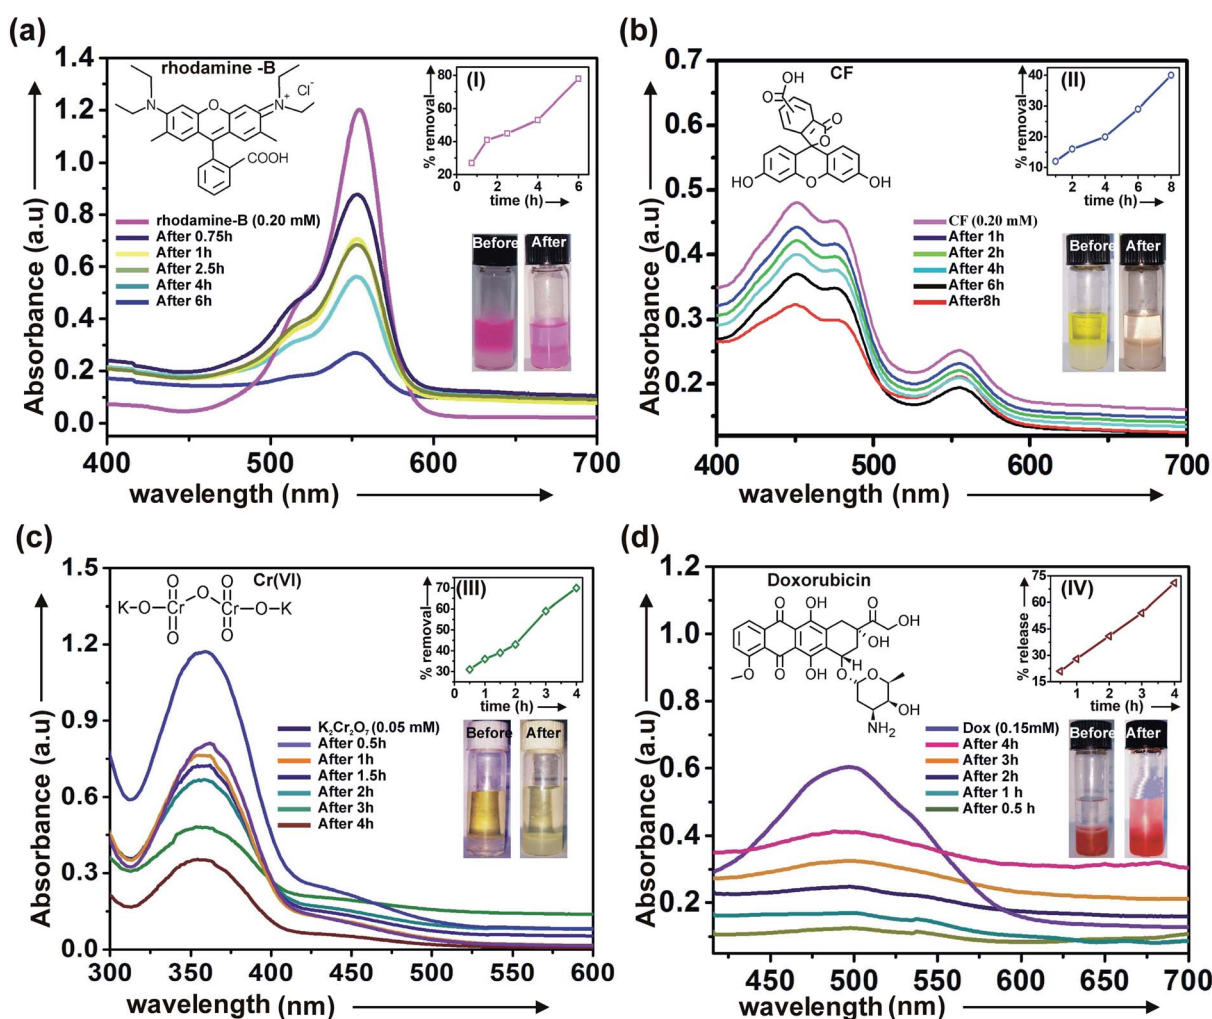 (a)
rhodamine -B
N
O
N
+
Cl⁻
COOH
(I)
% removal
80
60
40
20
0
2
4
6
time (h)
1.4
1.2
1.0
0.8
0.6
0.4
0.2
0.0
Absorbance (a.u)
rhodamine-B (0.20 mM)
After 0.75h
After 1h
After 2.5h
After 4h
After 6h
Before
After
400
500
600
700
wavelength (nm)
(b)
CF
OH
O
O
O
HO
O
OH
(II)
% removal
40
30
20
10
2
4
6
8
time (h)
0.7
0.6
0.5
0.4
0.3
0.2
Absorbance (a.u)
CF (0.20 mM)
After 1h
After 2h
After 4h
After 6h
After8h
Before
After
400
500
600
700
wavelength (nm)
(c)
Cr(VI)
O O
K-O-Cr O Cr-O-K
O O
(III)
% removal
70
60
50
40
30
0
1
2
3
4
time (h)
1.5
1.2
0.9
0.6
0.3
0.0
Absorbance (a.u)
K₂Cr₂O₇ (0.05 mM)
After 0.5h
After 1h
After 1.5h
After 2h
After 3h
After 4h
Before
After
300
350
400
450
500
550
600
wavelength (nm)
(d)
Doxorubicin
O OH O
OH
OH
O O OH O H
O
OH
NH₂
(IV)
% release
75
60
45
30
15
1
2
3
4
time (h)
1.2
1.0
0.8
0.6
0.4
0.2
Absorbance (a.u)
Dox (0.15mM)
After 4h
After 3h
After 2h
After 1 h
After 0.5 h
Before
After
450
500
550
600
650
700
wavelength (nm)